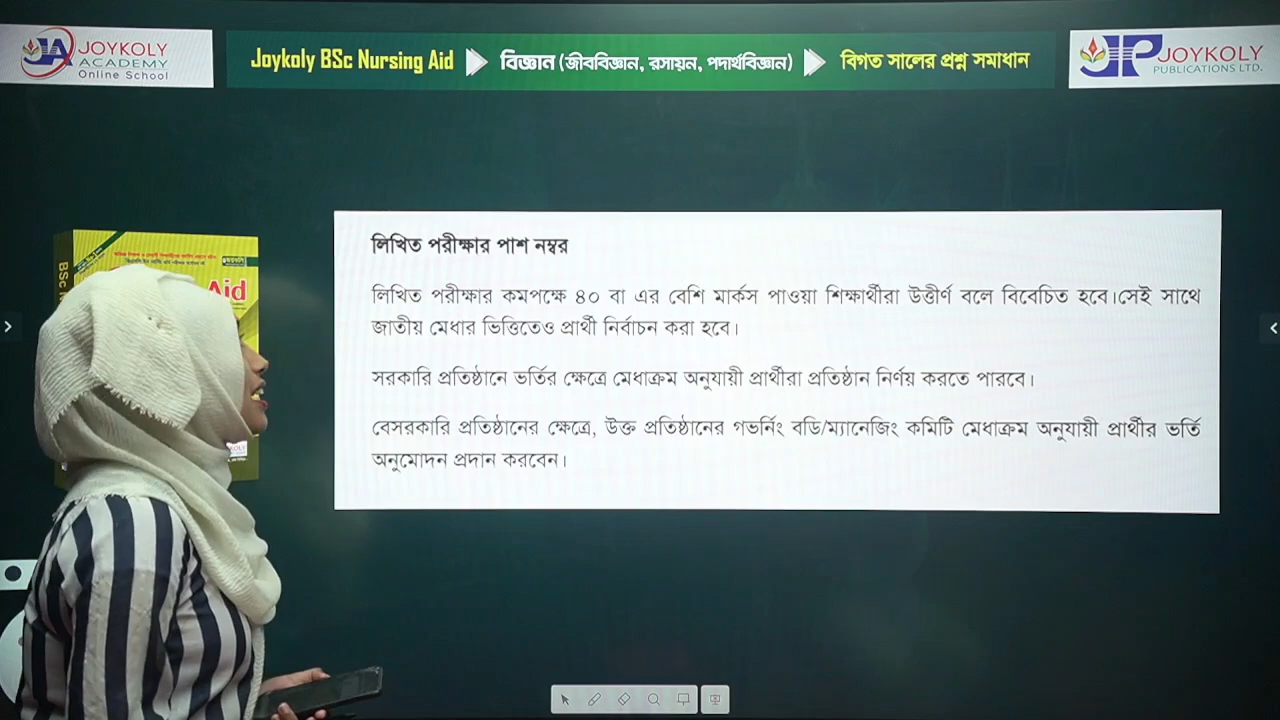 JA JOYKOLY
ACADEMY
Online School
Joykoly BSc Nursing Aid বিজ্ঞান (জীববিজ্ঞান, রসায়ন, পদার্থবিজ্ঞান) বিগত সালের প্রশ্ন সমাধান
JP JOYKOLY
PUBLICATIONS LTD.
লিখিত পরীক্ষার পাশ নম্বর
লিখিত পরীক্ষার কমপক্ষে ৪০ বা এর বেশি মার্কস পাওয়া শিক্ষার্থীরা উত্তীর্ণ বলে বিবেচিত হবে।সেই সাথে
জাতীয় মেধার ভিত্তিতেও প্রার্থী নির্বাচন করা হবে।
সরকারি প্রতিষ্ঠানে ভর্তির ক্ষেত্রে মেধাক্রম অনুযায়ী প্রার্থীরা প্রতিষ্ঠান নির্ণয় করতে পারবে।
বেসরকারি প্রতিষ্ঠানের ক্ষেত্রে, উক্ত প্রতিষ্ঠানের গভর্নিং বডি/ম্যানেজিং কমিটি মেধাক্রম অনুযায়ী প্রার্থীর ভর্তি
অনুমোদন প্রদান করবেন।
Aid
BSc